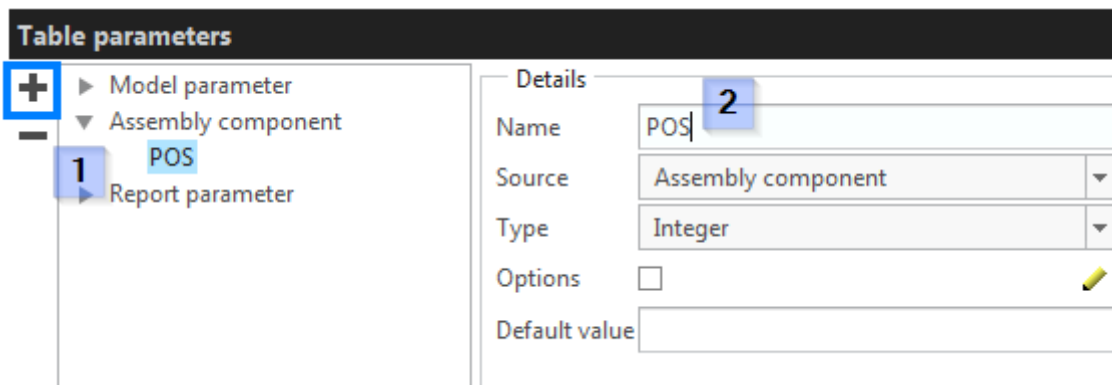 Table parameters
Model parameter
Assembly component
POS
Report parameter
1
Details
2
Name POS
Source Assembly component
Type Integer
Options
Default value